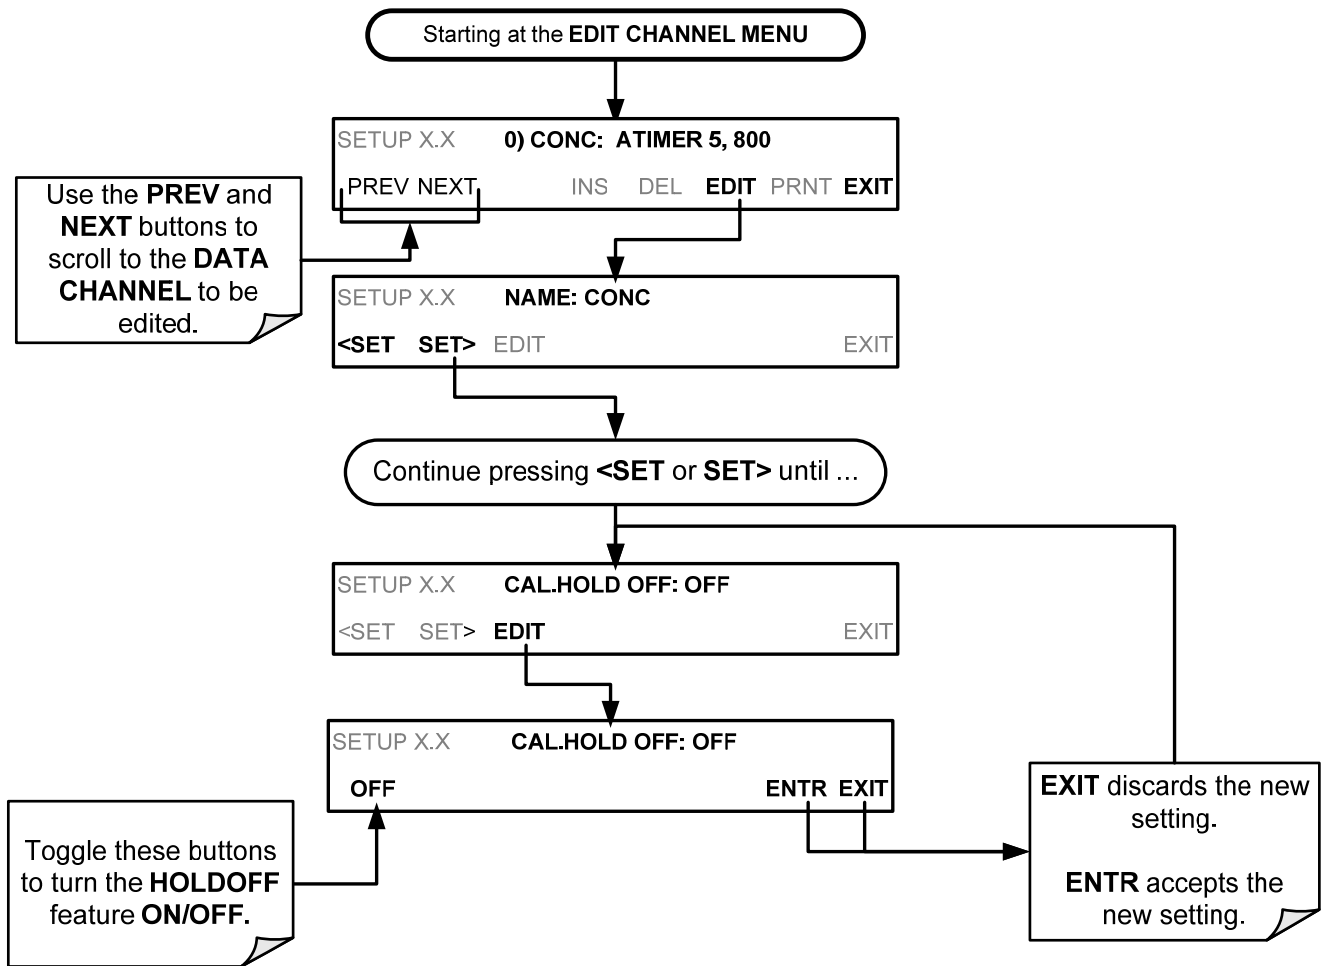 Starting at the EDIT CHANNEL MENU
SETUP X.X 0) CONC: ATIMER 5, 800
PREV NEXT INS DEL EDIT PRNT EXIT
Use the PREV and
NEXT buttons to
scroll to the DATA
CHANNEL to be
edited.
SETUP X.X NAME: CONC
<SET SET> EDIT EXIT
Continue pressing <SET or SET> until ...
SETUP X.X CAL.HOLD OFF: OFF
<SET SET> EDIT EXIT
SETUP X.X CAL.HOLD OFF: OFF
OFF ENTR EXIT
Toggle these buttons
to turn the HOLDOFF
feature ON/OFF.
EXIT discards the new
setting.
ENTR accepts the
new setting.